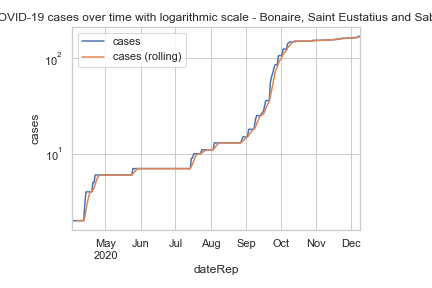 OVID-19 cases over time with logarithmic scale - Bonaire, Saint Eustatius and Sab
cases
cases (rolling)
10²
10¹
cases
May
2020
Jun
Jul
Aug
Sep
Oct
Nov
Dec
dateRep